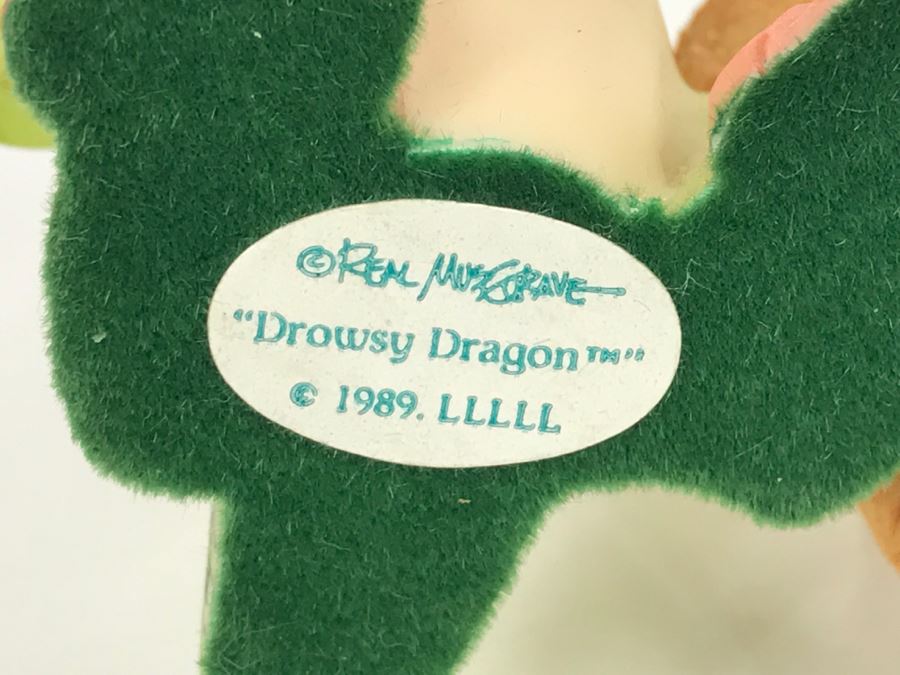 ©Real Musgrave
“Drowsy Dragon™”
© 1989. LLLLL